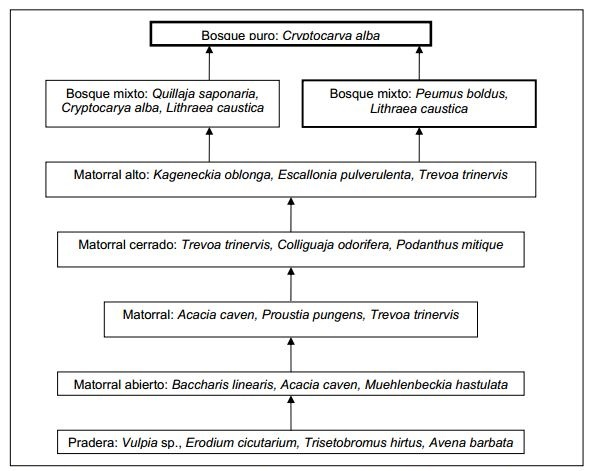 Bosque puro: Cryptocarya alba
Bosque mixto: Quillaja saponaria,
Cryptocarya alba, Lithraea caustica
Bosque mixto: Peumus boldus,
Lithraea caustica
Matorral alto: Kageneckia oblonga, Escallonia pulverulenta, Trevoa trinervis
Matorral cerrado: Trevoa trinervis, Colliguaja odorifera, Podanthus mitique
Matorral: Acacia caven, Proustia pungens, Trevoa trinervis
Matorral abierto: Baccharis linearis, Acacia caven, Muehlenbeckia hastulata
Pradera: Vulpia sp., Erodium cicutarium, Trisetobromus hirtus, Avena barbata